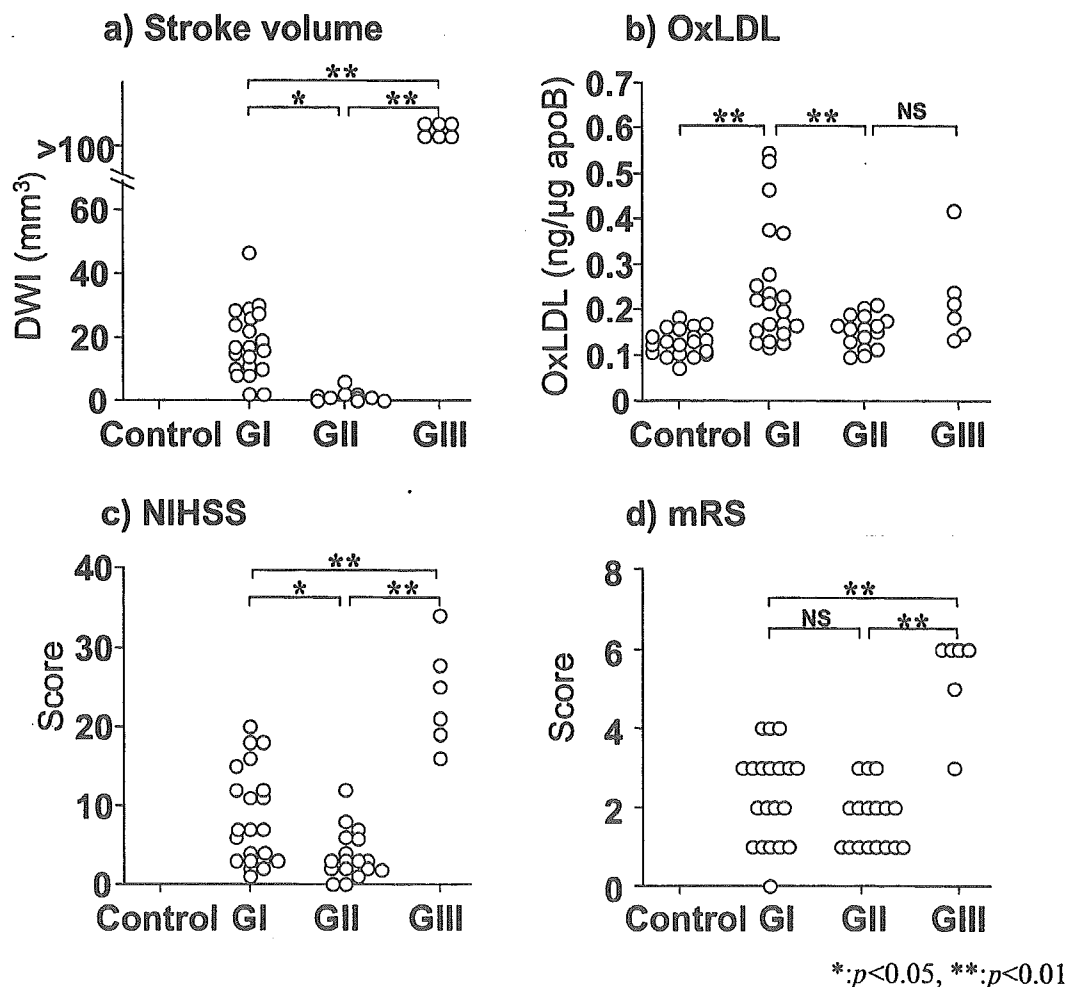 a) Stroke volume
**
* **
DWI (mm³)
>100
60
40
20
0
Control GI GII GIII
b) OxLDL
** ** NS
OxLDL (ng/µg apoB)
0.7
0.6
0.5
0.4
0.3
0.2
0.1
0
Control GI GII GIII
c) NIHSS
**
* **
Score
40
30
20
10
0
Control GI GII GIII
d) mRS
**
NS **
Score
8
6
4
2
0
Control GI GII GIII
*:p<0.05, **:p<0.01